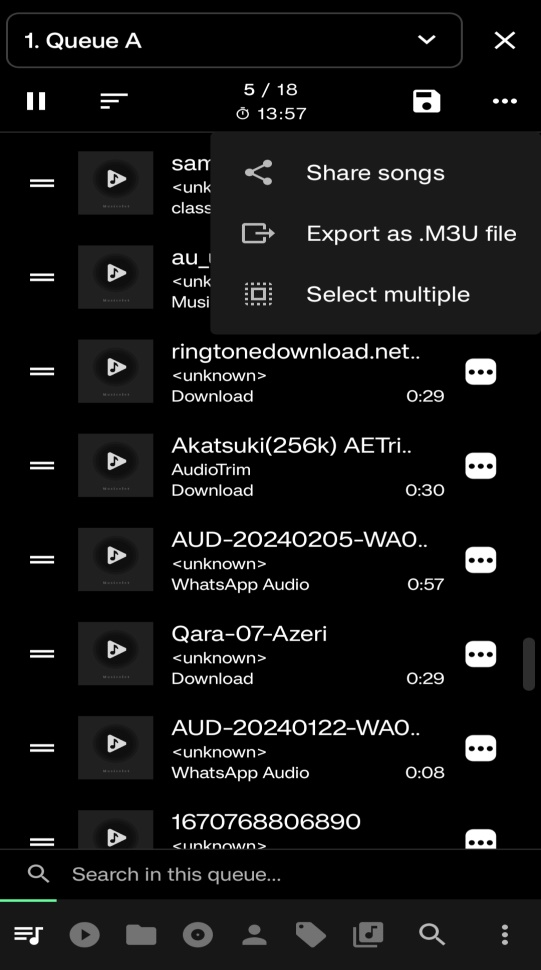 1. Queue A
5 / 18
13:57
Share songs
Export as .M3U file
Select multiple
sam
<unk
class
au_
<unk
Musi
ringtonedownload.net..
<unknown>
Download 0:29
Akatsuki(256k) AETri..
AudioTrim
Download 0:30
AUD-20240205-WA0..
<unknown>
WhatsApp Audio 0:57
Qara-07-Azeri
<unknown>
Download 0:29
AUD-20240122-WA0..
<unknown>
WhatsApp Audio 0:08
1670768806890
<unknown>
Search in this queue...